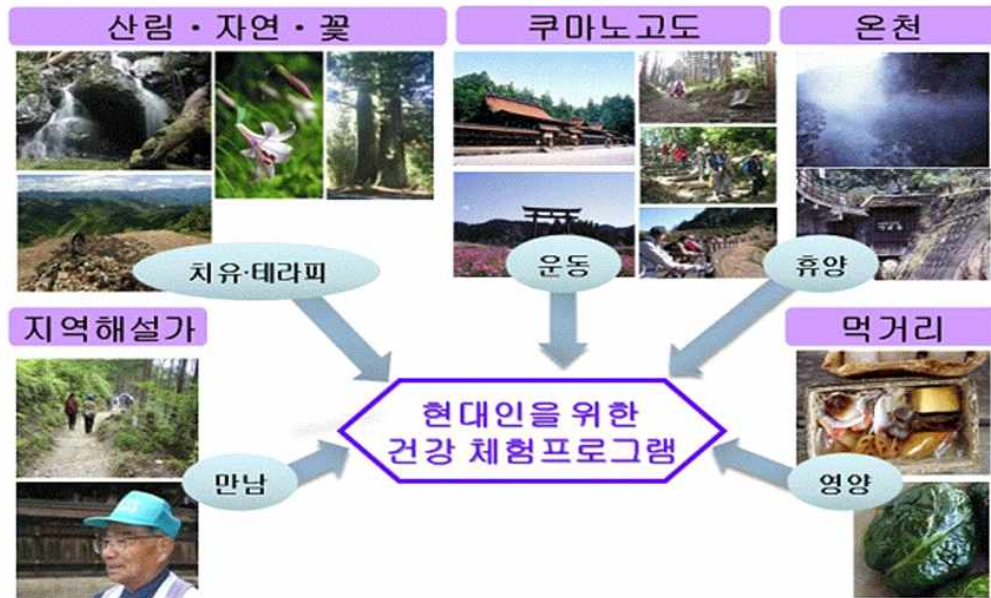 산림 · 자연 · 꽃
쿠마노고도
온천
치유·테라피
운동
휴양
지역해설가
먹거리
현대인을 위한
건강 체험프로그램
만남
영양